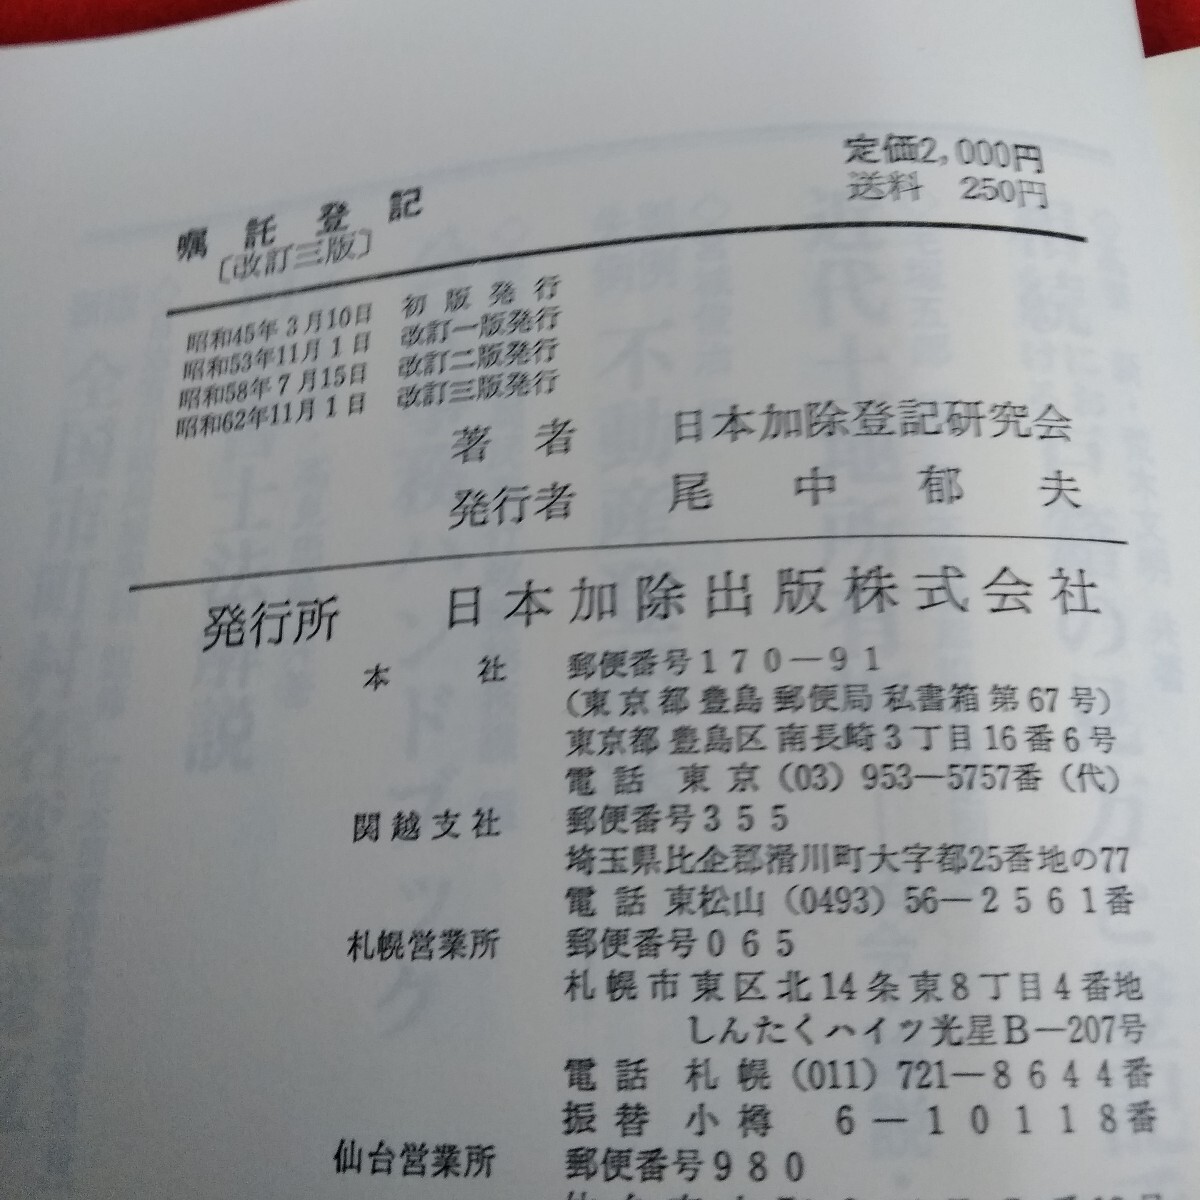 定価2,000円
送料 250円
嘱託登記
〔改訂三版〕
昭和45年3月10日 初版発行
昭和53年11月1日 改訂一版発行
昭和58年7月15日 改訂二版発行
昭和62年11月1日 改訂三版発行
著者 日本加除登記研究会
発行者 尾中郁夫
発行所 日本加除出版株式会社
本社 郵便番号170—91
(東京都豊島郵便局私書箱第67号)
東京都豊島区南長崎3丁目16番6号
電話 東京(03)953—5757番(代)
関越支社 郵便番号355
埼玉県比企郡滑川町大字都25番地の77
電話 東松山(0493)56—2561番
札幌営業所 郵便番号065
札幌市東区北14条東8丁目4番地
しんたくハイツ光星B—207号
電話 札幌(011)721—8644番
振替 小樽 6—10118番
仙台営業所 郵便番号980